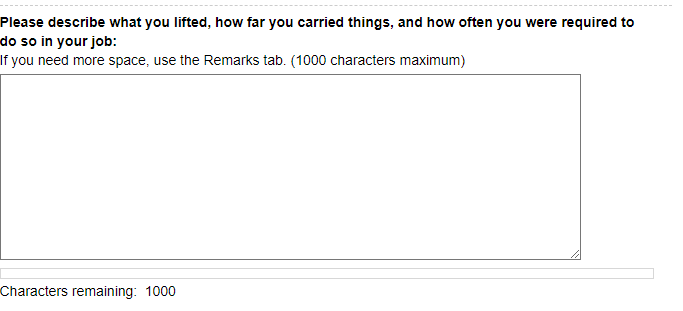 Please describe what you lifted, how far you carried things, and how often you were required to
do so in your job:
If you need more space, use the Remarks tab. (1000 characters maximum)
Characters remaining: 1000